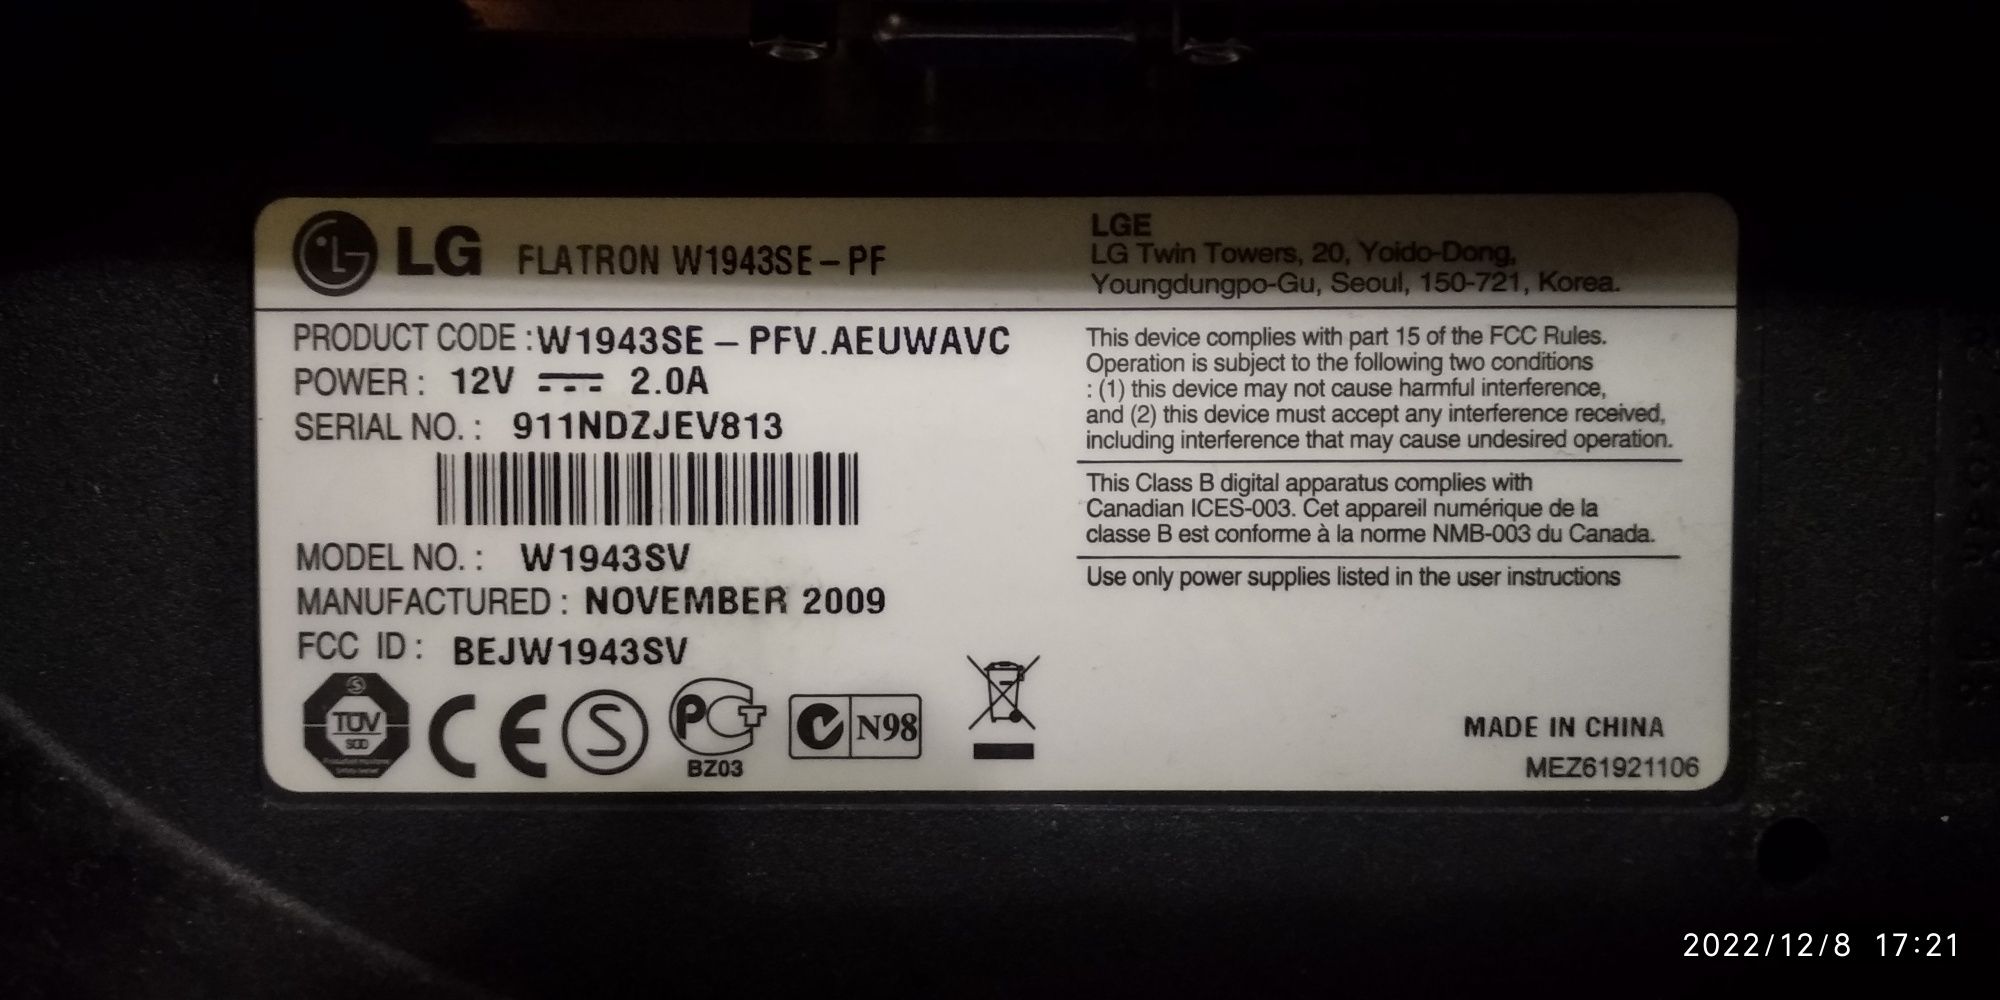 LG FLATRON W1943SE-PF
LGE
LG Twin Towers, 20, Yoido-Dong,
Youngdungpo-Gu, Seoul, 150-721, Korea.
PRODUCT CODE : W1943SE - PFV.AEUWAVC
POWER : 12V 2.0A
SERIAL NO. : 911NDZJEV813
MODEL NO. : W1943SV
MANUFACTURED : NOVEMBER 2009
FCC ID : BEJW1943SV
S
TÜV
SÜD
CE
S
PCT
BZ03
N98
This device complies with part 15 of the FCC Rules.
Operation is subject to the following two conditions
: (1) this device may not cause harmful interference,
and (2) this device must accept any interference received,
including interference that may cause undesired operation.
This Class B digital apparatus complies with
Canadian ICES-003. Cet appareil numérique de la
classe B est conforme à la norme NMB-003 du Canada.
Use only power supplies listed in the user instructions
MADE IN CHINA
MEZ61921106
2022/12/8 17:21